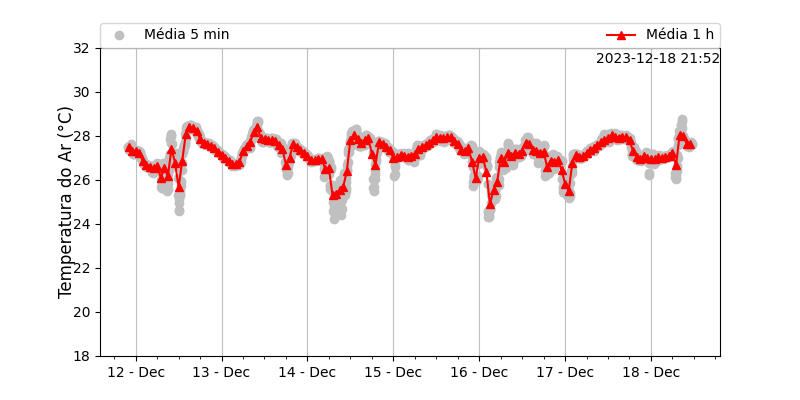 Média 5 min
Média 1 h
2023-12-18 21:52
Temperatura do Ar (°C)
32
30
28
26
24
22
20
18
12 - Dec
13 - Dec
14 - Dec
15 - Dec
16 - Dec
17 - Dec
18 - Dec